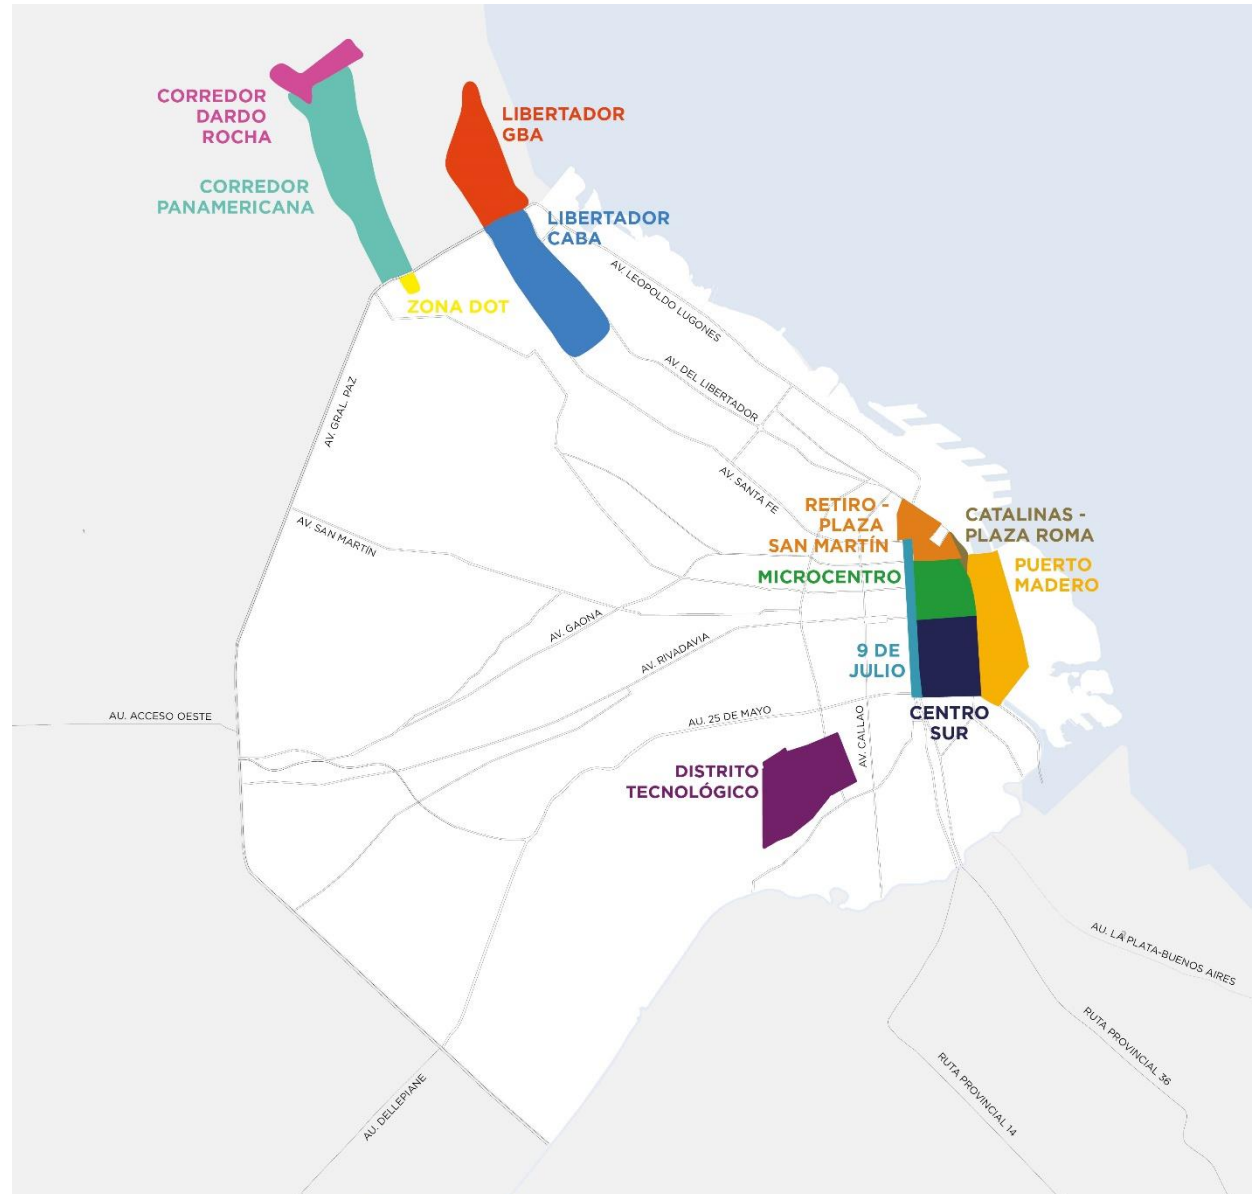 CORREDOR
DARDO
ROCHA
LIBERTADOR
GBA
CORREDOR
PANAMERICANA
LIBERTADOR
CABA
ZONA DOT
AV. LEOPOLDO LUGONES
AV. DEL LIBERTADOR
AV. GRAL. PAZ
AV. SANTA FE
AV. SAN MARTÍN
RETIRO -
PLAZA
SAN MARTÍN
CATALINAS -
PLAZA ROMA
MICROCENTRO
PUERTO
MADERO
AV. GAONA
AV. RIVADAVIA
9 DE
JULIO
AU. ACCESO OESTE
AU. 25 DE MAYO
AV. CALLAO
CENTRO
SUR
DISTRITO
TECNOLÓGICO
AU. LA PLATA-BUENOS AIRES
RUTA PROVINCIAL 36
RUTA PROVINCIAL 14
AU. DELLEPIANE